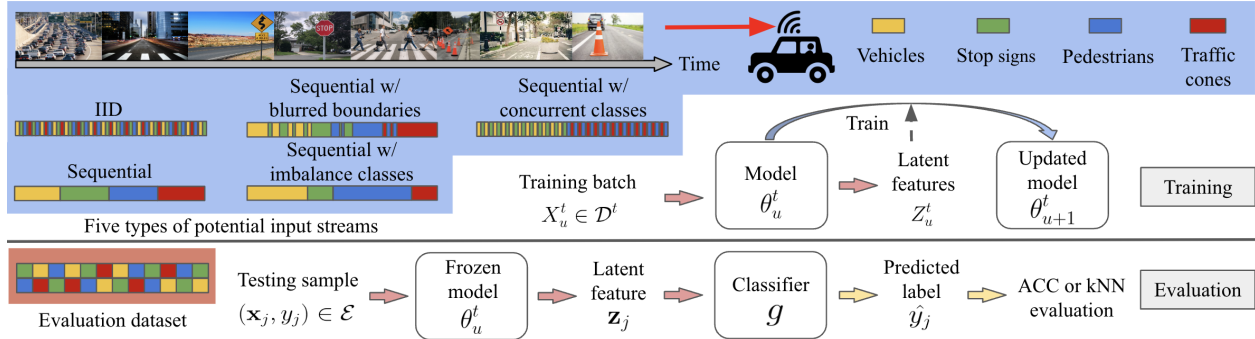 STOP
Time
Vehicles
Stop signs
Pedestrians
Traffic
cones
IID
Sequential w/
blurred boundaries
Sequential w/
concurrent classes
Sequential
Sequential w/
imbalance classes
Five types of potential input streams
Training batch
X_u^t ∈ D^t
Model
θ_u^t
Train
Latent
features
Z_u^t
Updated
model
θ_{u+1}^t
Training
Evaluation dataset
Testing sample
(x_j, y_j) ∈ ℰ
Frozen
model
θ_u^t
Latent
feature
z_j
Classifier
g
Predicted
label
ŷ_j
ACC or kNN
evaluation
Evaluation